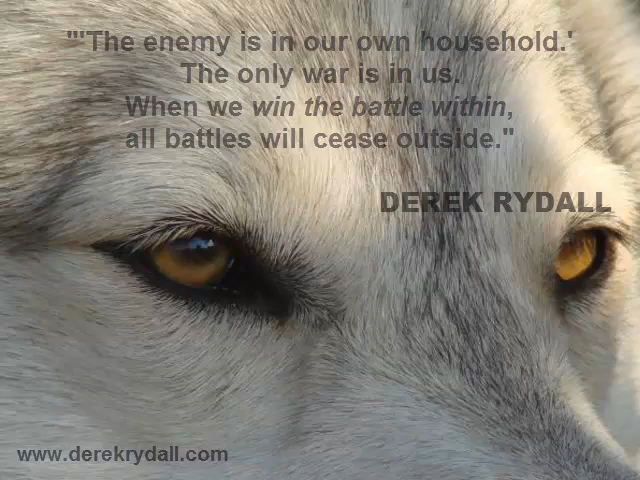 "'The enemy is in our own household.'
The only war is in us.
When we win the battle within,
all battles will cease outside."
DEREK RYDALL
www.derekrydall.com